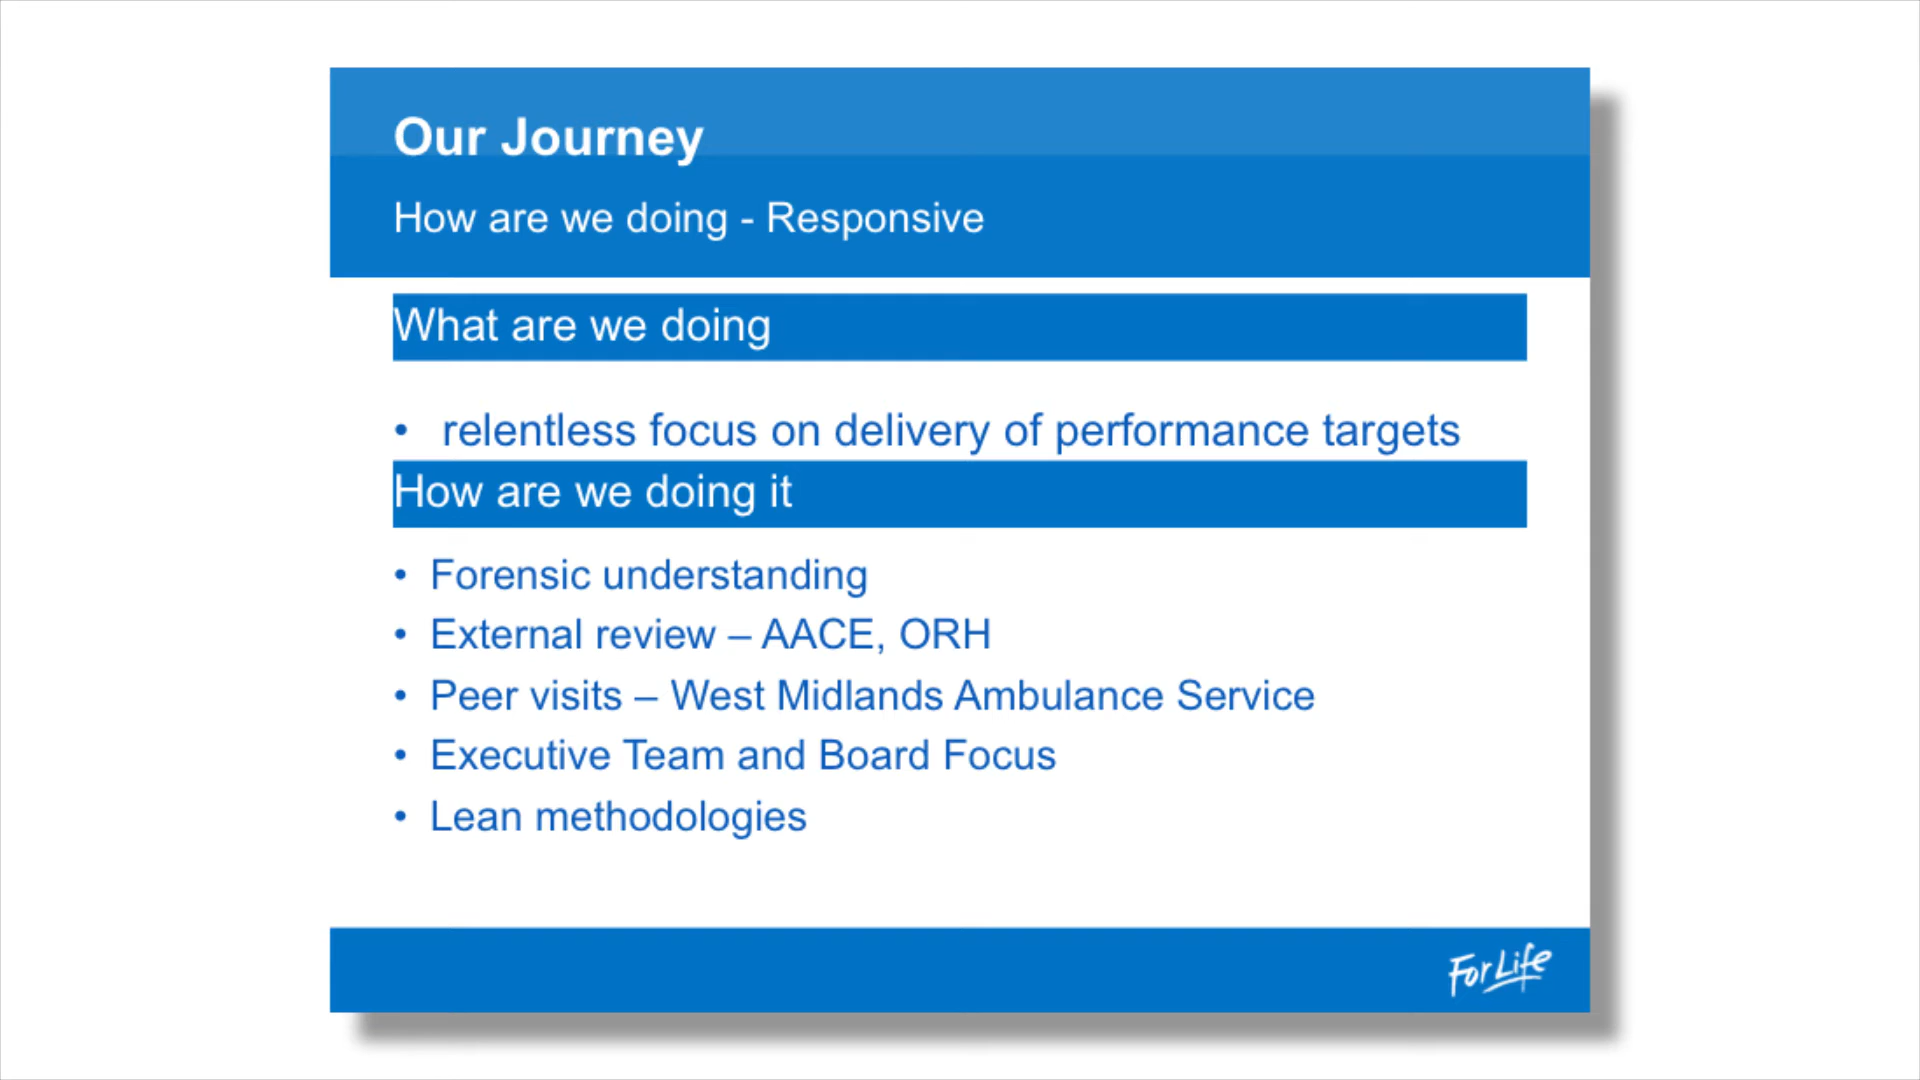 Our Journey
How are we doing - Responsive
What are we doing
• relentless focus on delivery of performance targets
How are we doing it
• Forensic understanding
• External review – AACE, ORH
• Peer visits – West Midlands Ambulance Service
• Executive Team and Board Focus
• Lean methodologies
For Life